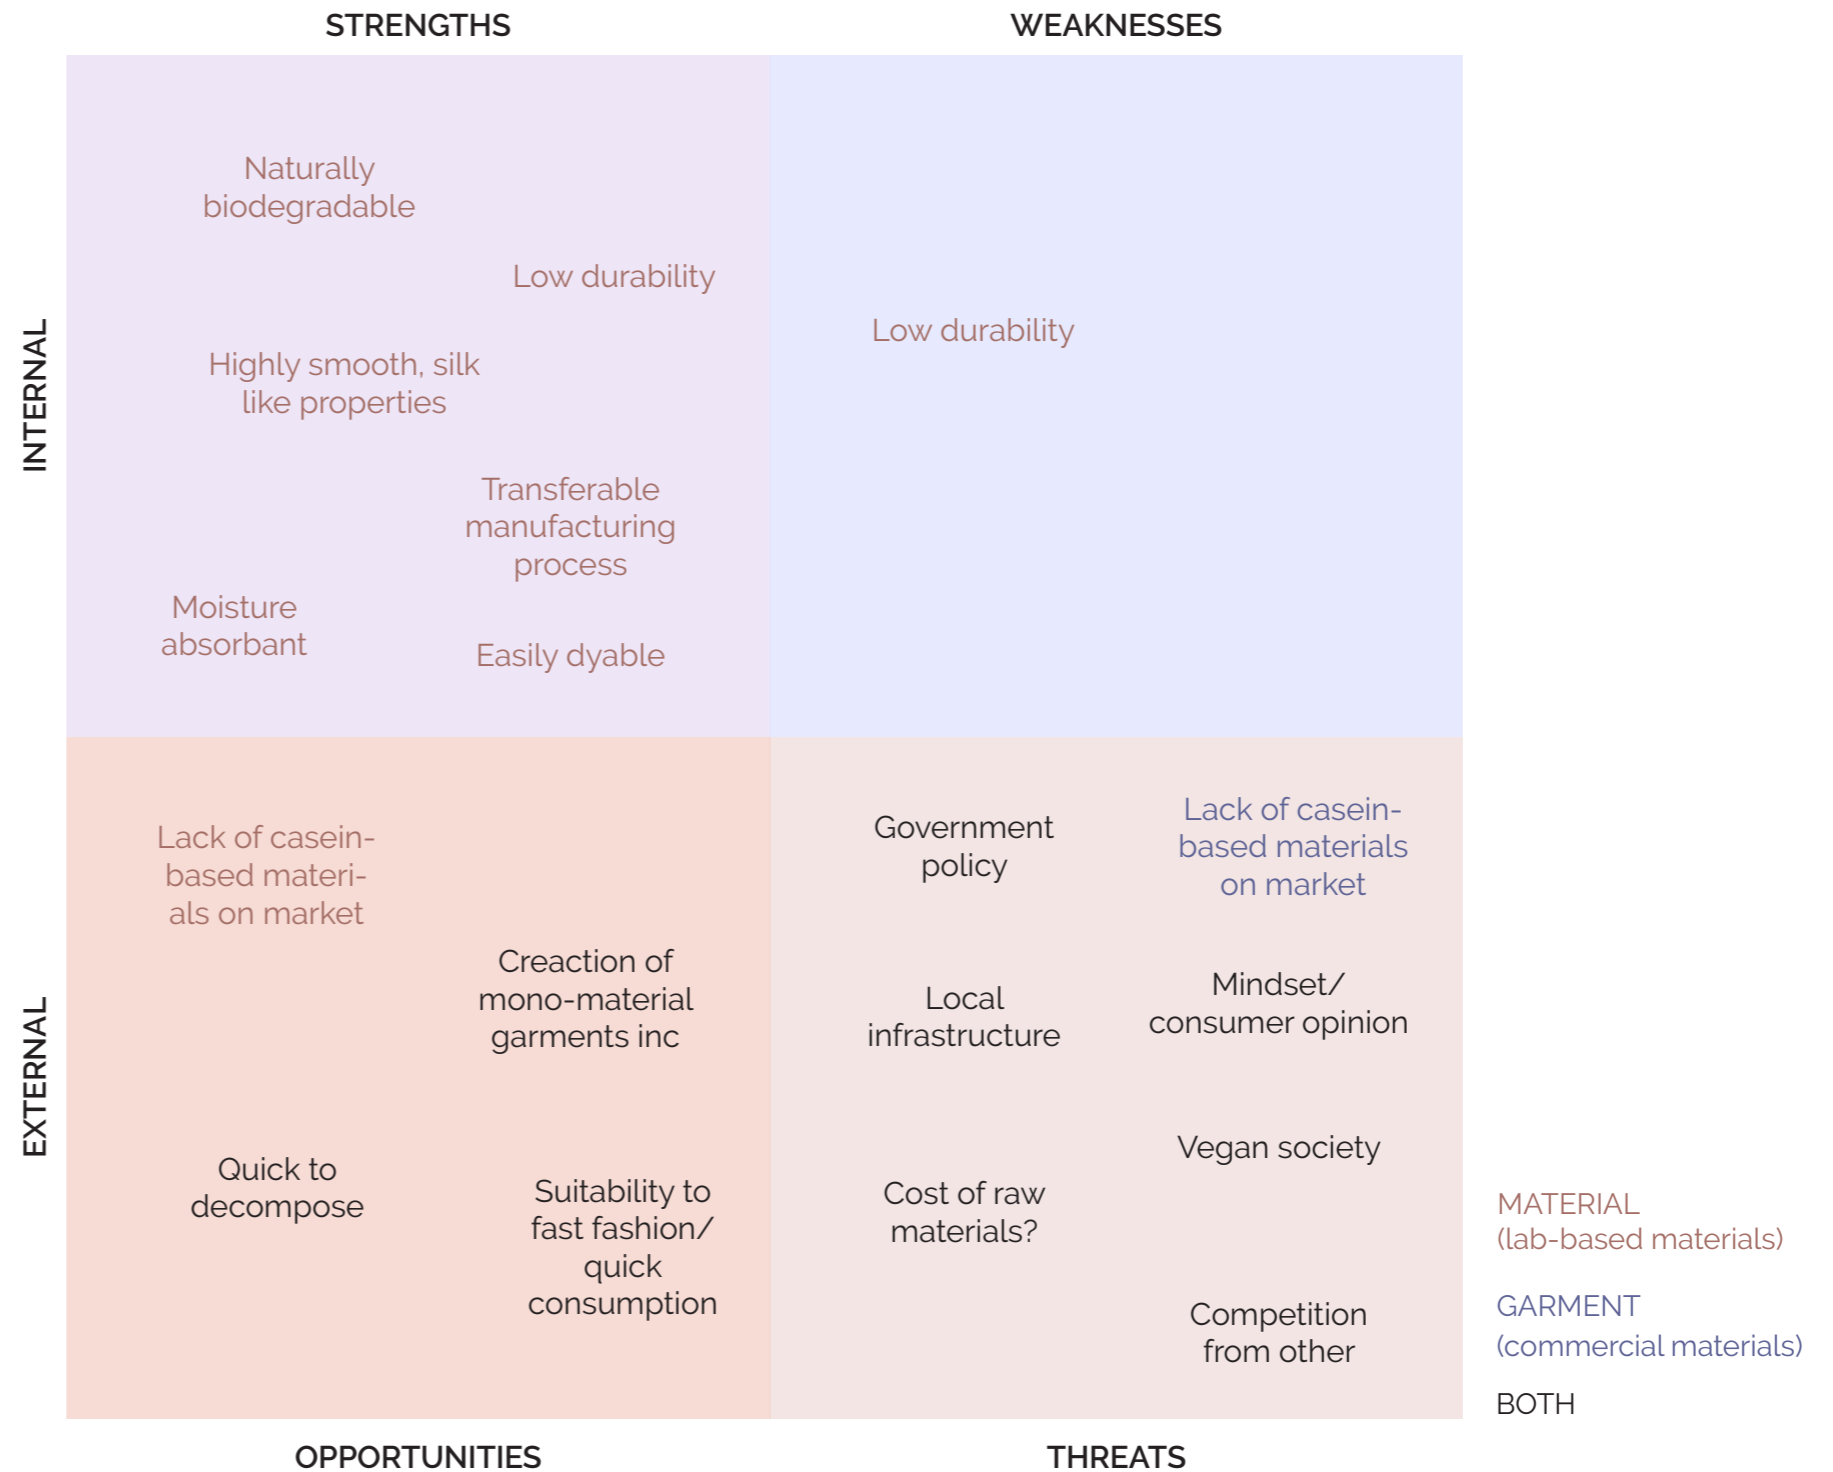 STRENGTHS
WEAKNESSES
INTERNAL
Naturally
biodegradable
Low durability
Highly smooth, silk
like properties
Transferable
manufacturing
process
Moisture
absorbant
Easily dyable
Low durability
EXTERNAL
Lack of casein-
based materi-
als on market
Creaction of
mono-material
garments inc
Quick to
decompose
Suitability to
fast fashion/
quick
consumption
Government
policy
Lack of casein-
based materials
on market
Local
infrastructure
Mindset/
consumer opinion
Vegan society
Cost of raw
materials?
Competition
from other
OPPORTUNITIES
THREATS
MATERIAL
(lab-based materials)
GARMENT
(commercial materials)
BOTH